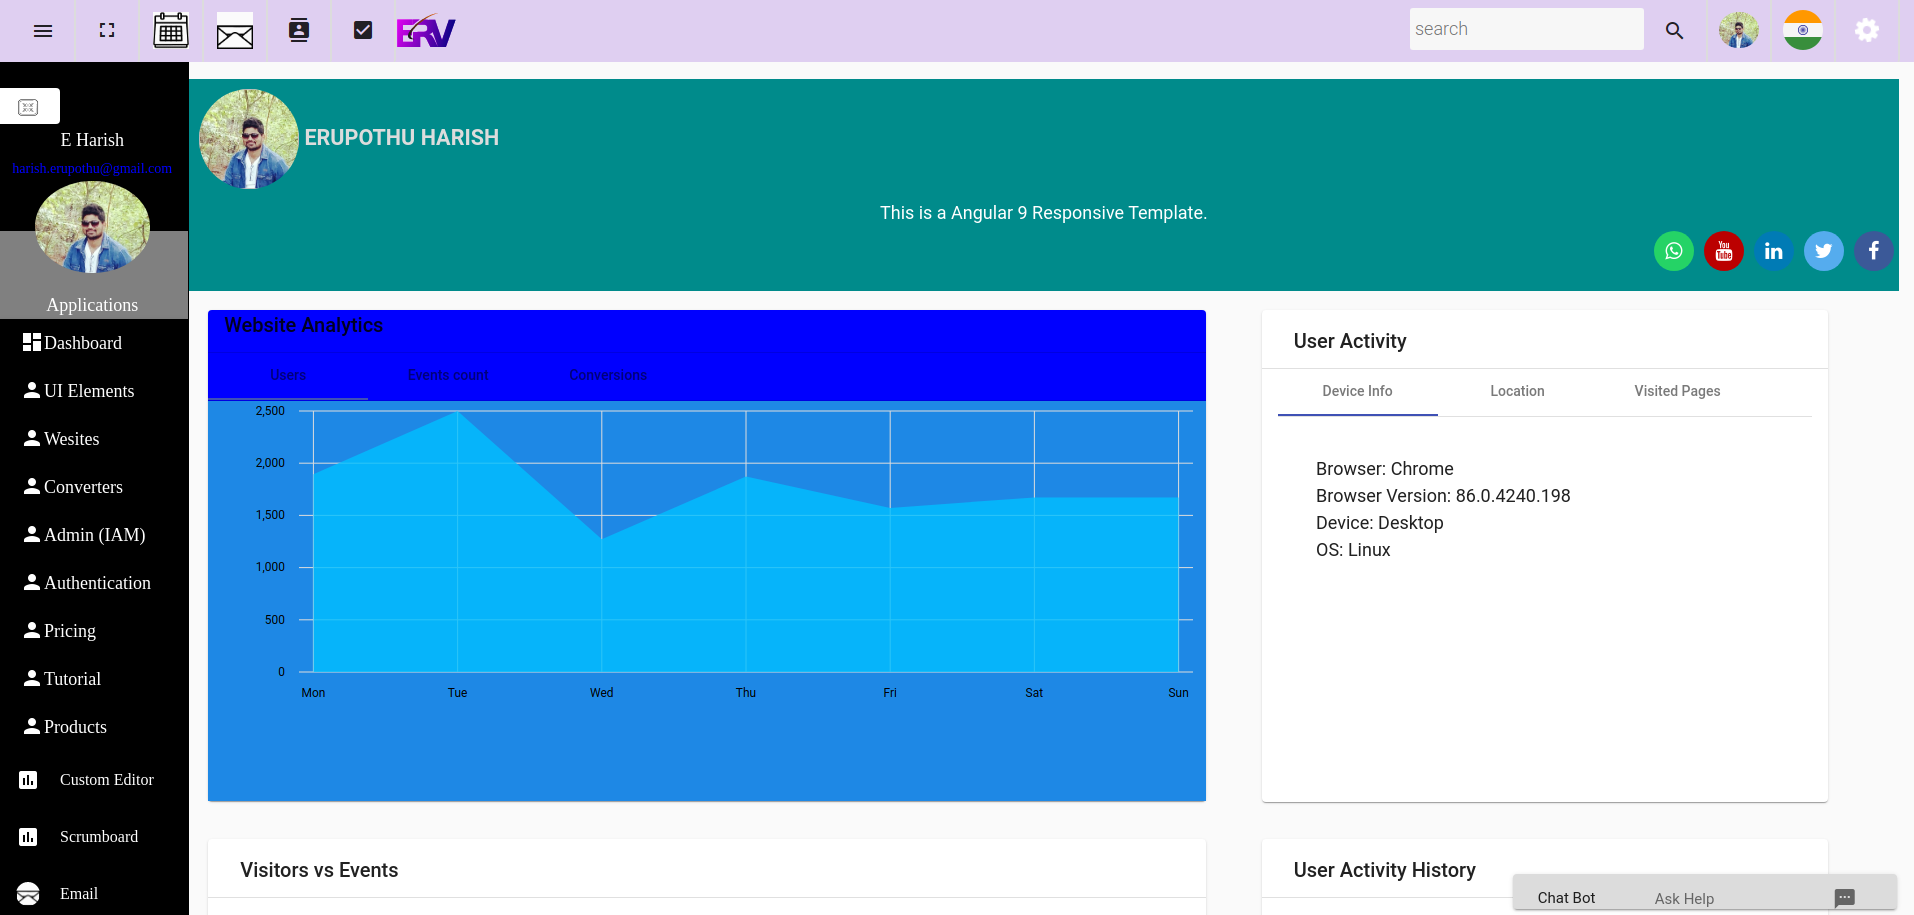 ERV
search
E Harish
harish.erupothu@gmail.com
Applications
Dashboard
UI Elements
Wesites
Converters
Admin (IAM)
Authentication
Pricing
Tutorial
Products
Custom Editor
Scrumboard
Email
ERUPOTHU HARISH
This is a Angular 9 Responsive Template.
You
Tube
in
f
Website Analytics
Users Events count Conversions
2,500
2,000
1,500
1,000
500
0
Mon Tue Wed Thu Fri Sat Sun
User Activity
Device Info Location Visited Pages
Browser: Chrome
Browser Version: 86.0.4240.198
Device: Desktop
OS: Linux
Visitors vs Events
User Activity History
Chat Bot Ask Help